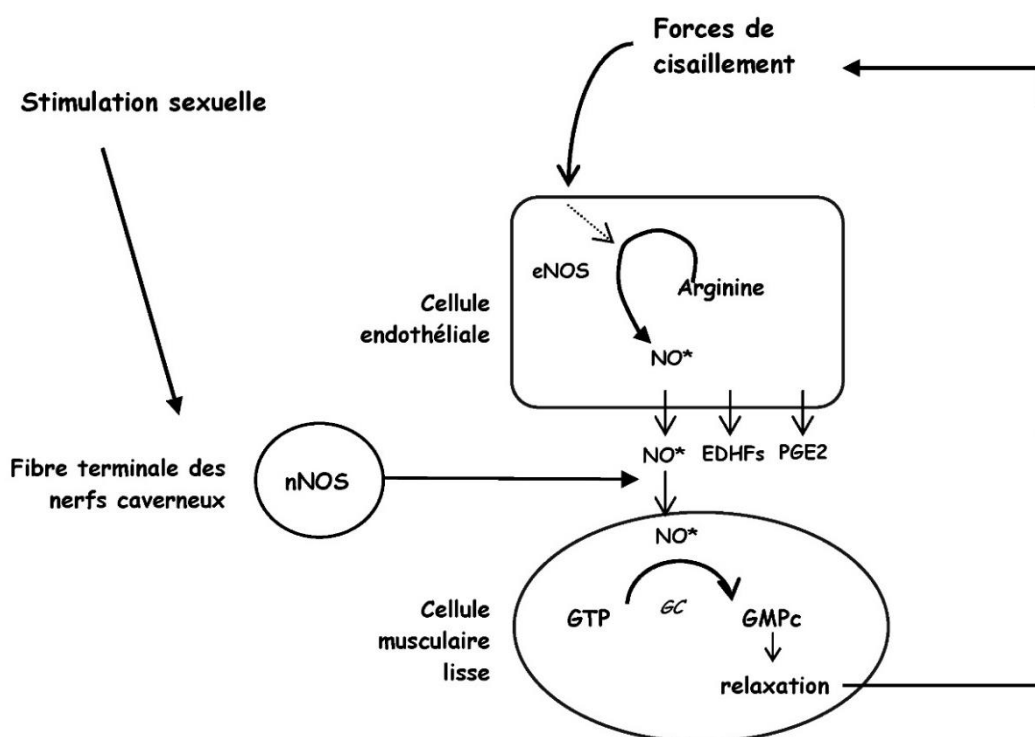 Forces de
cisaillement
Stimulation sexuelle
eNOS
Arginine
Cellule
endothéliale
NO*
NO* EDHFs PGE2
Fibre terminale des
nerfs caverneux
nNOS
NO*
GTP GC GMPc
Cellule
musculaire
lisse
relaxation